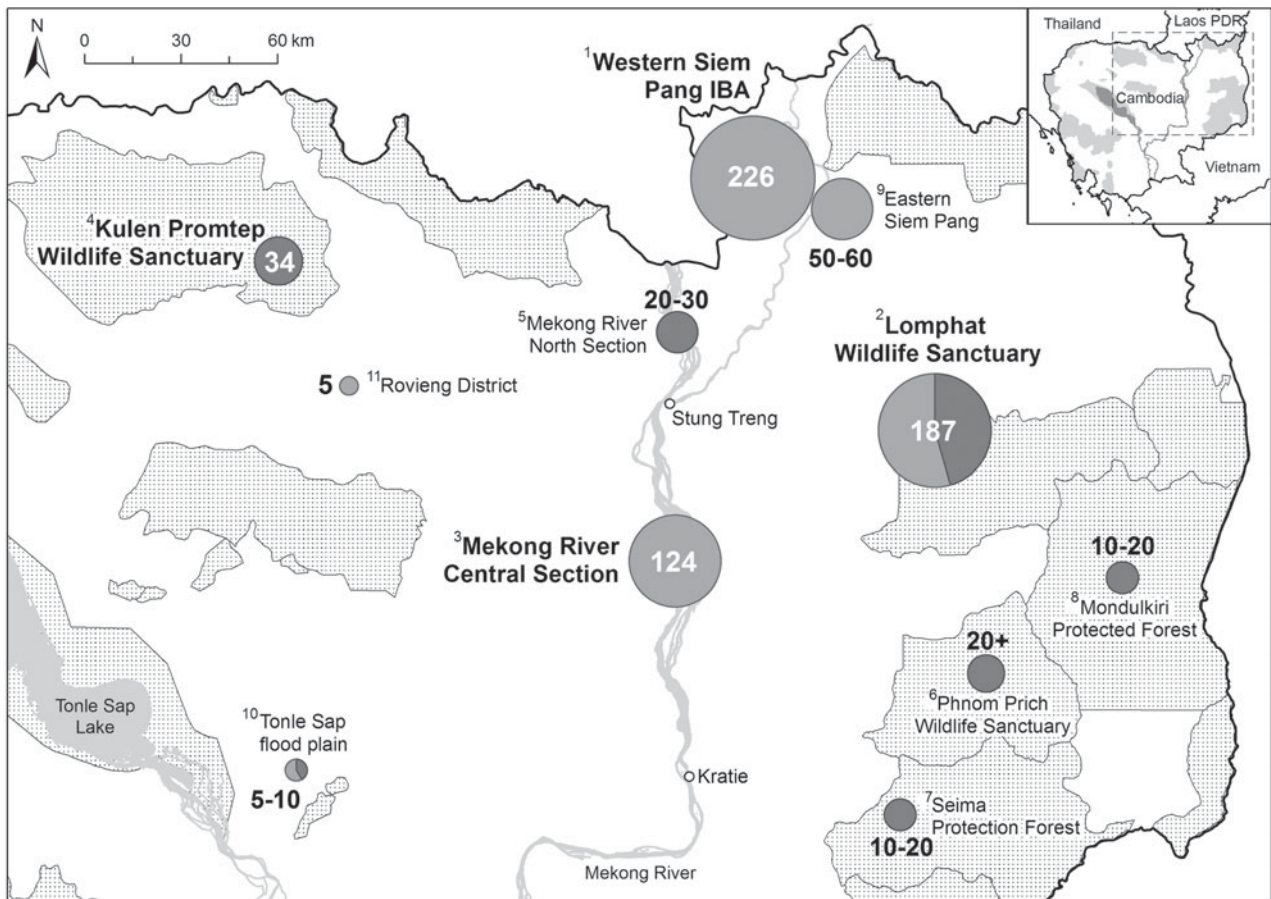 N
0 30 60 km
Thailand
Laos PDR
Cambodia
Vietnam
1Western Siem
Pang IBA
226
9Eastern
Siem Pang
50-60
4Kulen Promtep
Wildlife Sanctuary
34
20-30
5Mekong River
North Section
2Lomphat
Wildlife Sanctuary
187
5
11Rovieng District
Stung Treng
3Mekong River
Central Section
124
10-20
8Mondulkiri
Protected Forest
20+
6Phnom Prich
Wildlife Sanctuary
Tonle Sap
Lake
10Tonle Sap
flood plain
5-10
Kratie
7Seima
Protection Forest
10-20
Mekong River